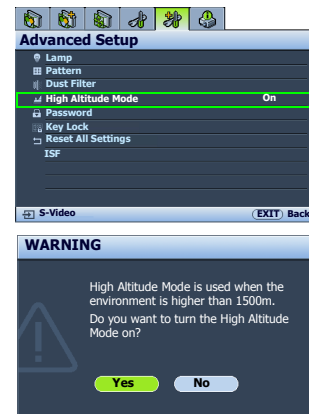 Advanced Setup
Lamp
Pattern
Dust Filter
High Altitude Mode On
Password
Key Lock
Reset All Settings
ISF
S-Video EXIT Back
WARNING
High Altitude Mode is used when the
environment is higher than 1500m.
Do you want to turn the High Altitude
Mode on?
Yes No